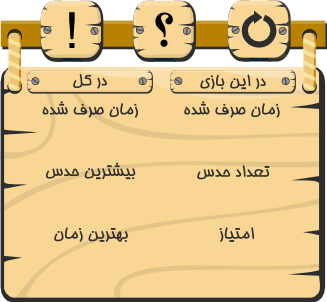 ! ؟
در این بازی
در کل
زمان صرف شده
زمان صرف شده
تعداد حدس
بیشترین حدس
امتیاز
بهترین زمان